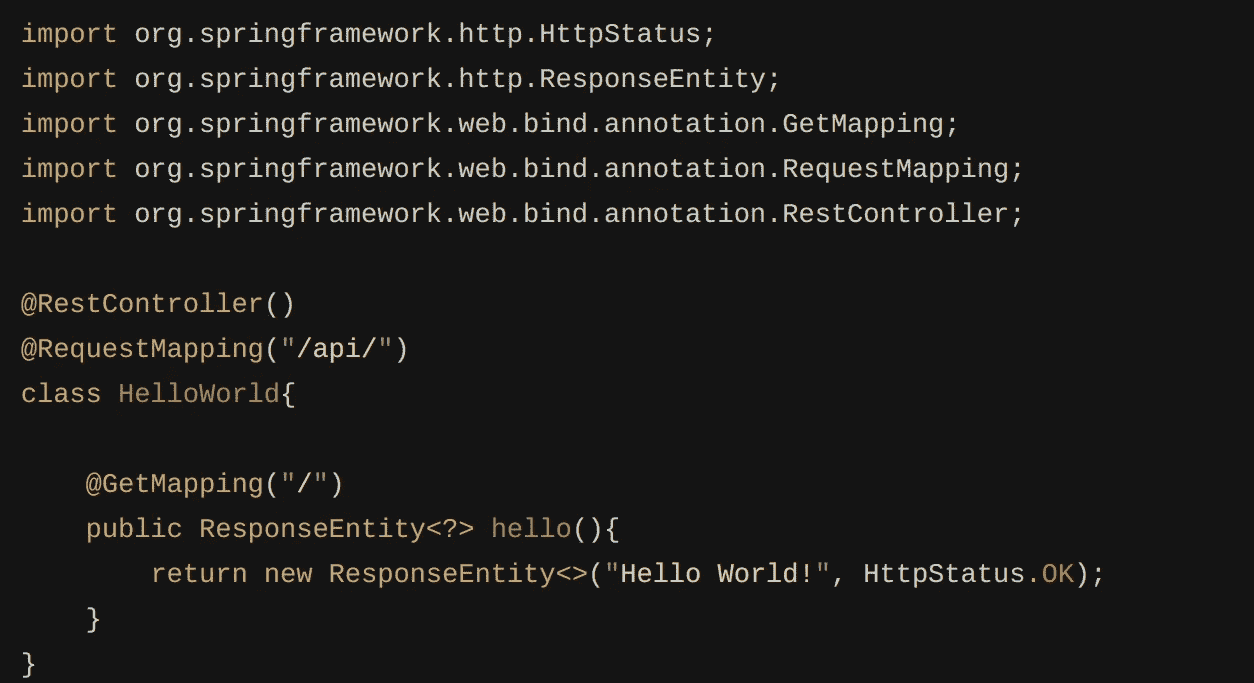 import org.springframework.http.HttpStatus;
import org.springframework.http.ResponseEntity;
import org.springframework.web.bind.annotation.GetMapping;
import org.springframework.web.bind.annotation.RequestMapping;
import org.springframework.web.bind.annotation.RestController;

@RestController()
@RequestMapping("/api/")
class HelloWorld{

    @GetMapping("/")
    public ResponseEntity<?> hello(){
        return new ResponseEntity<>("Hello World!", HttpStatus.OK);
    }
}